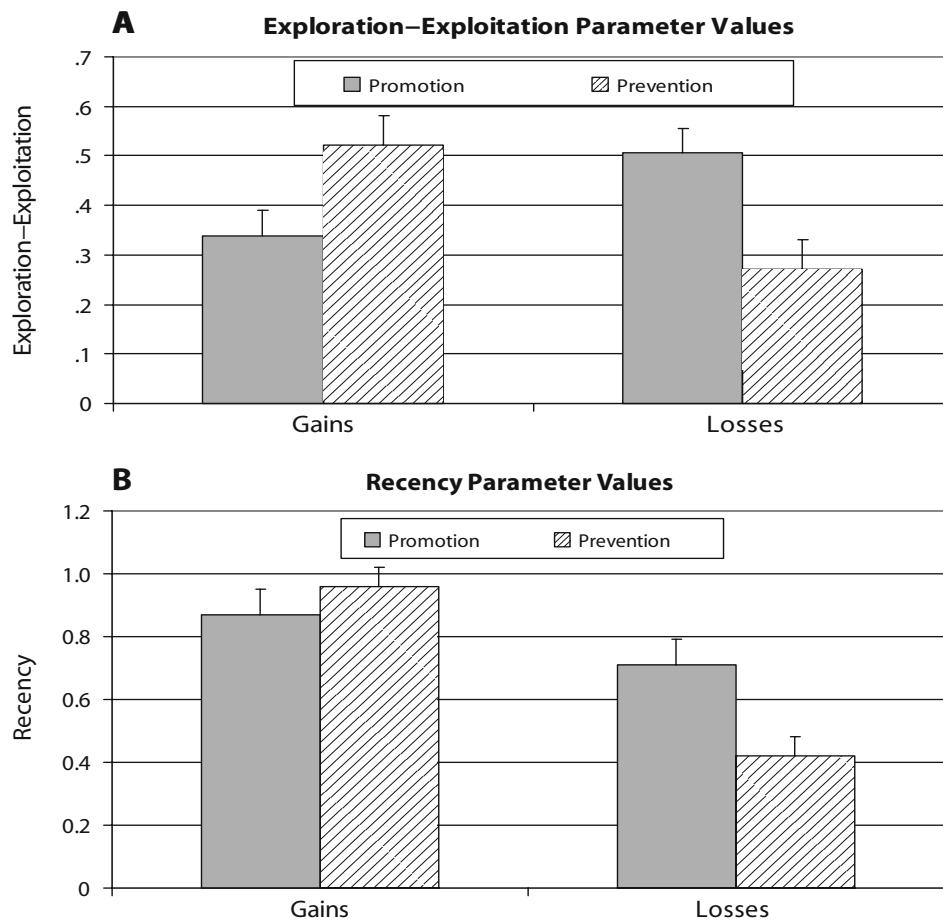 A Exploration–Exploitation Parameter Values
.7
Promotion Prevention
.6
.5
.4
.3
.2
.1
0
Exploration–Exploitation
Gains Losses
B Recency Parameter Values
1.2
Promotion Prevention
1.0
0.8
0.6
0.4
0.2
0
Recency
Gains Losses